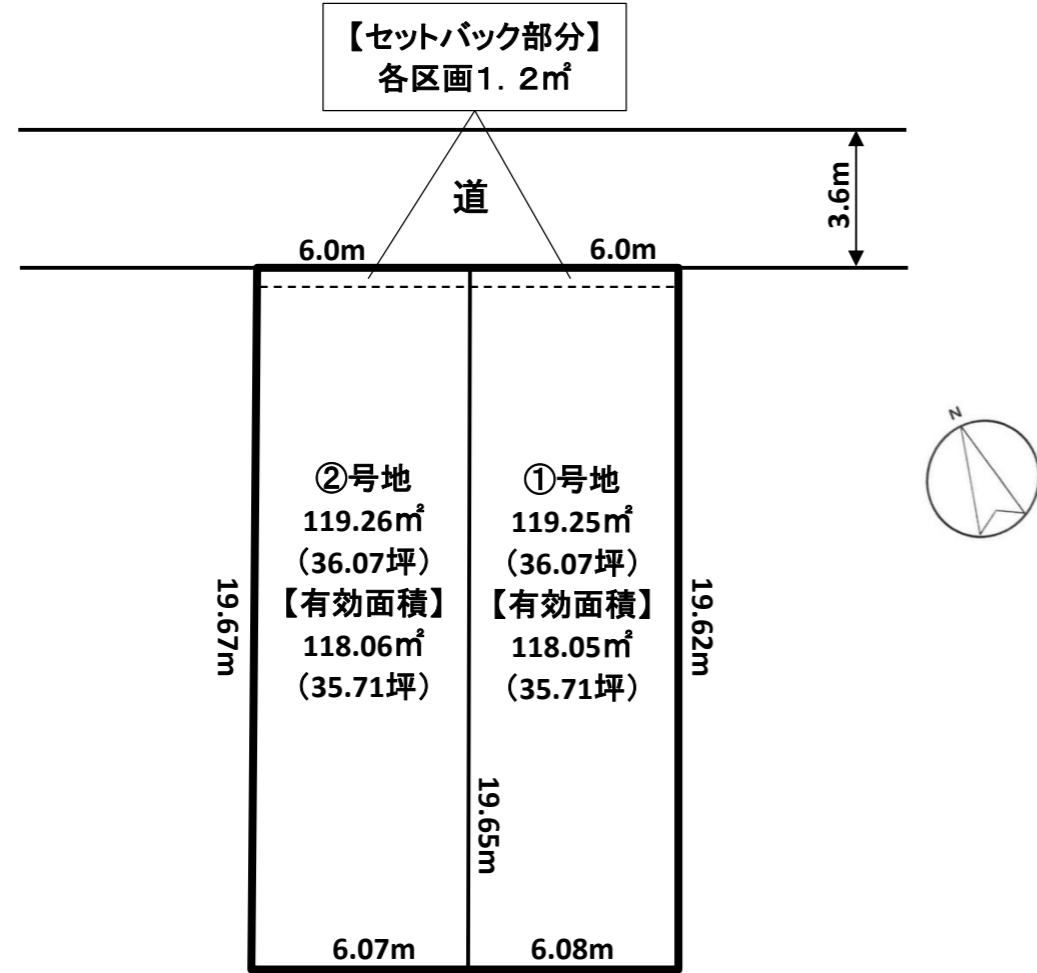 【セットバック部分】
各区画1．2㎡
道
3.6m
6.0m
6.0m
N
②号地
119.26㎡
（36.07坪）
【有効面積】
118.06㎡
（35.71坪）
①号地
119.25㎡
（36.07坪）
【有効面積】
118.05㎡
（35.71坪）
19.67m
19.62m
19.65m
6.07m
6.08m